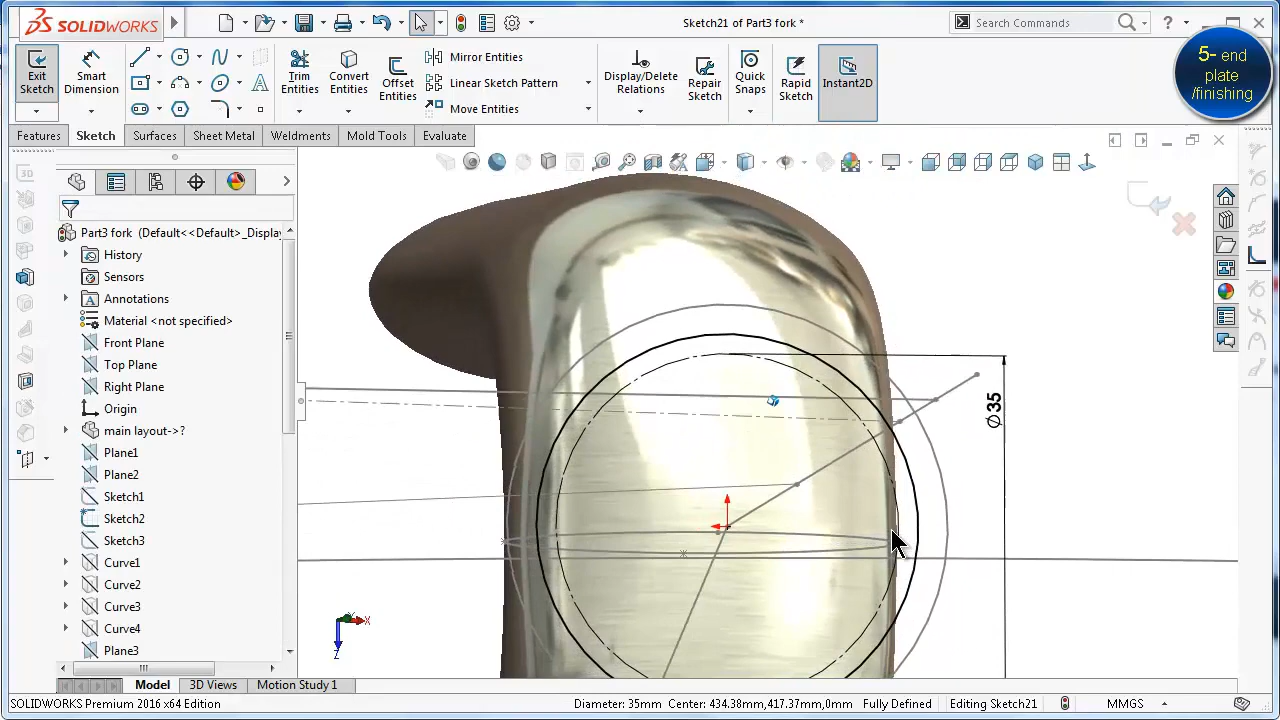 SOLIDWORKS
Sketch21 of Part3 fork *
Search Commands
?
5- end
plate
/finishing
Exit
Sketch
Smart
Dimension
Trim
Entities
Convert
Entities
Offset
Entities
Mirror Entities
Linear Sketch Pattern
Move Entities
Display/Delete
Relations
Repair
Sketch
Quick
Snaps
Rapid
Sketch
Instant2D
Features
Sketch
Surfaces
Sheet Metal
Weldments
Mold Tools
Evaluate
3D
Part3 fork (Default<<Default>_Display
History
Sensors
Annotations
Material <not specified>
Front Plane
Top Plane
Right Plane
Origin
main layout->?
Plane1
Plane2
Sketch1
Sketch2
Sketch3
Curve1
Curve2
Curve3
Curve4
Plane3
Ø35
X
Z
Model
3D Views
Motion Study 1
SOLIDWORKS Premium 2016 x64 Edition
Diameter: 35mm Center: 434.38mm,417.37mm,0mm
Fully Defined
Editing Sketch21
MMGS